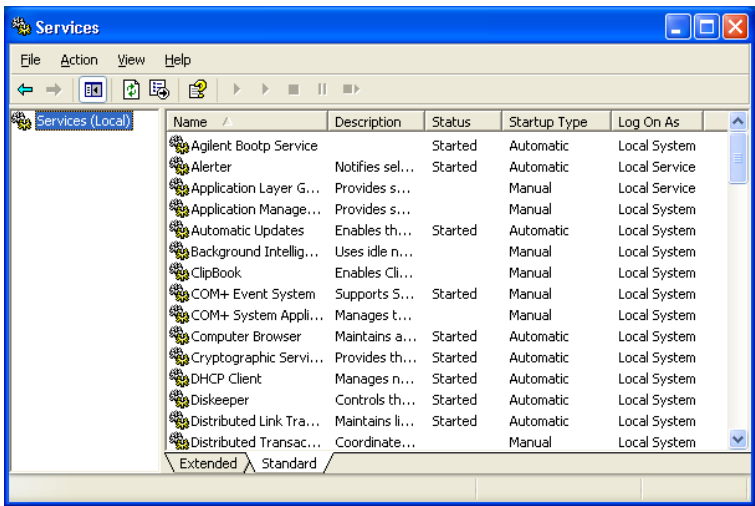 Services
File Action View Help
Services (Local)
Name Description Status Startup Type Log On As
Agilent Bootp Service Started Automatic Local System
Alerter Notifies sel... Started Automatic Local Service
Application Layer G... Provides s... Manual Local Service
Application Manage... Provides s... Manual Local System
Automatic Updates Enables th... Started Automatic Local System
Background Intellig... Uses idle n... Manual Local System
ClipBook Enables Cli... Manual Local System
COM+ Event System Supports S... Started Manual Local System
COM+ System Appli... Manages t... Manual Local System
Computer Browser Maintains a... Started Automatic Local System
Cryptographic Servi... Provides th... Started Automatic Local System
DHCP Client Manages n... Started Automatic Local System
Diskeeper Controls th... Started Automatic Local System
Distributed Link Tra... Maintains li... Started Automatic Local System
Distributed Transac... Coordinate... Manual Local System
Extended Standard